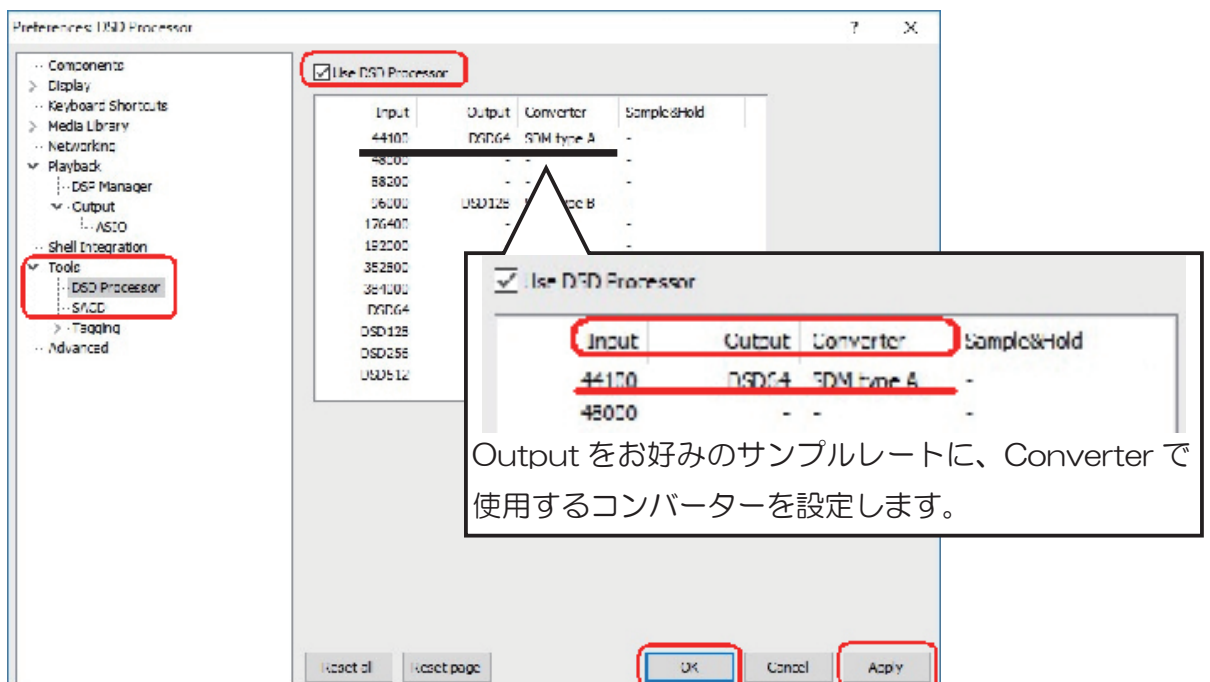 Preferences: DSD Processor
? X
Components
Display
Keyboard Shortcuts
Media Library
Networking
Playback
DSP Manager
Output
ASIO
Shell Integration
Tools
DSD Processor
SACD
Tagging
Advanced
Use DSD Processor
Input Output Converter Sample&Hold
44100 DSD64 SDM type A -
48000 - - -
88200 - - -
96000 DSD128 type B
176400 -
192000 -
352800
384000
DSD64
DSD128
DSD256
DSD512
Use DSD Processor
Input Output Converter Sample&Hold
44100 DSD64 SDM type A -
48000 - - -
Output をお好みのサンプルレートに、Converter で
使用するコンバーターを設定します。
Reset all Reset page OK Cancel Apply